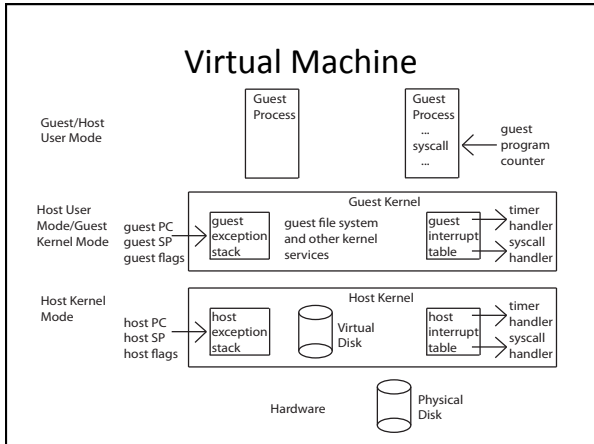 Virtual Machine
Guest/Host
User Mode
Guest
Process
Guest
Process
...
syscall
...
guest
program
counter
Host User
Mode/Guest
Kernel Mode
guest PC
guest SP
guest flags
Guest Kernel
guest
exception
stack
guest file system
and other kernel
services
guest
interrupt
table
timer
handler
syscall
handler
Host Kernel
Mode
host PC
host SP
host flags
Host Kernel
host
exception
stack
Virtual
Disk
host
interrupt
table
timer
handler
syscall
handler
Hardware
Physical
Disk